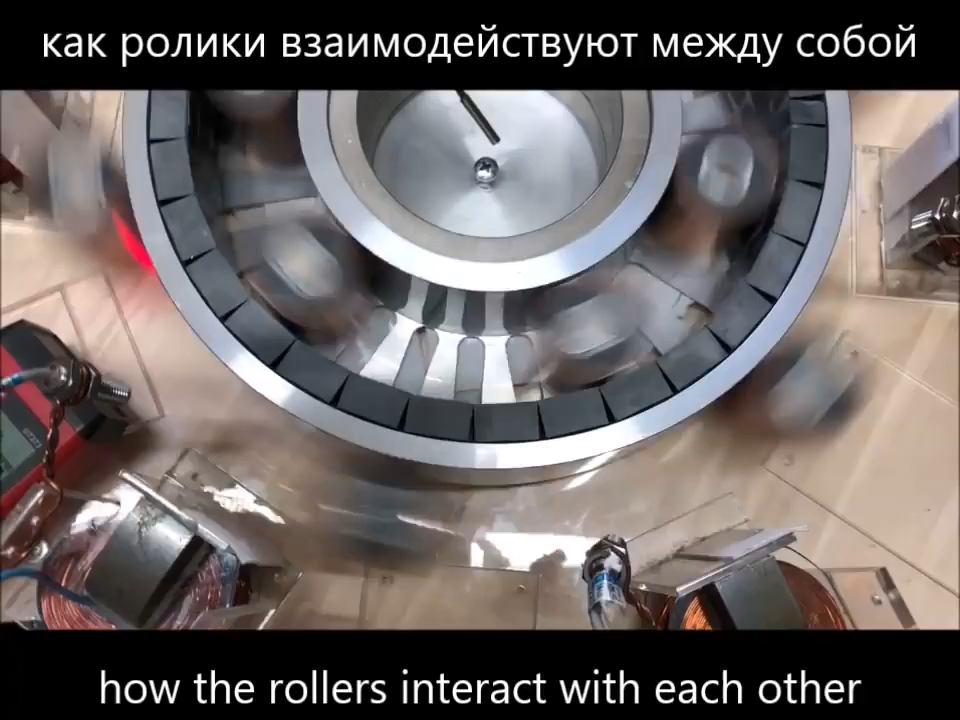 как ролики взаимодействуют между собой
how the rollers interact with each other